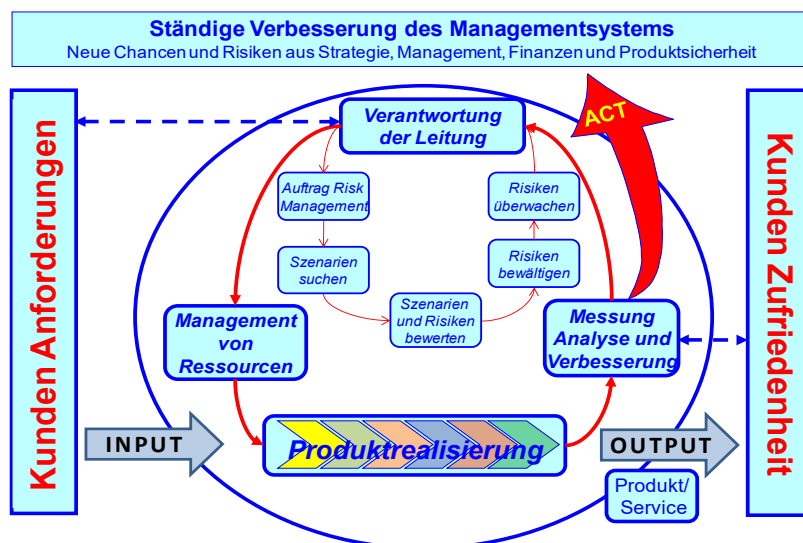 Ständige Verbesserung des Managementsystems
Neue Chancen und Risiken aus Strategie, Management, Finanzen und Produktsicherheit
Kunden Anforderungen
Verantwortung
der Leitung
ACT
Kunden Zufriedenheit
Auftrag Risk
Management
Risiken
überwachen
Szenarien
suchen
Risiken
bewältigen
Szenarien
und Risiken
bewerten
Management
von
Ressourcen
Messung
Analyse und
Verbesserung
INPUT
Produktrealisierung
OUTPUT
Produkt/
Service